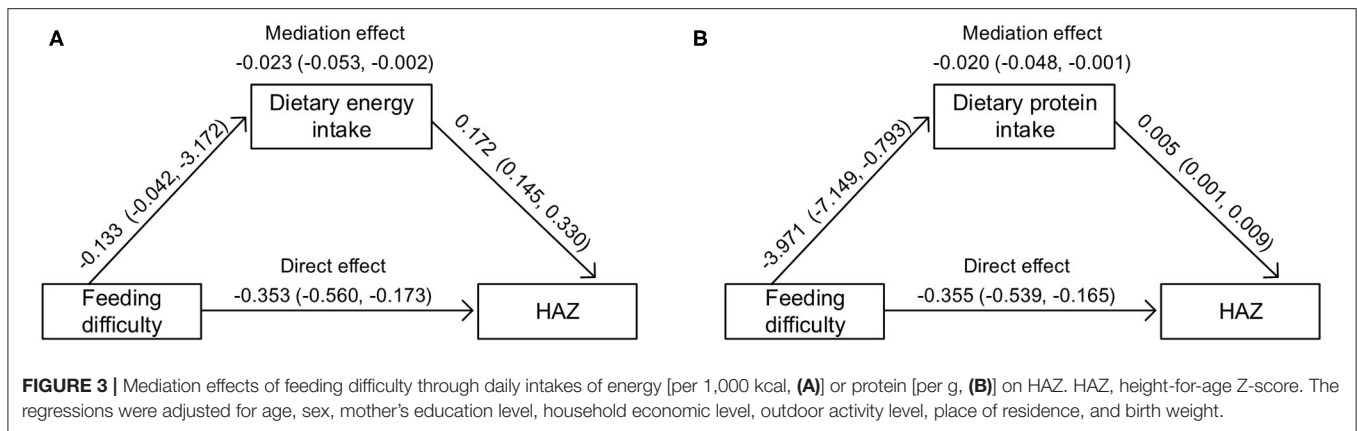 A
Mediation effect
-0.023 (-0.053, -0.002)
Dietary energy
intake
-0.133 (-0.042, -3.172)
0.172 (0.145, 0.330)
Direct effect
-0.353 (-0.560, -0.173)
Feeding
difficulty
HAZ
B
Mediation effect
-0.020 (-0.048, -0.001)
Dietary protein
intake
-3.971 (-7.149, -0.793)
0.005 (0.001, 0.009)
Direct effect
-0.355 (-0.539, -0.165)
Feeding
difficulty
HAZ
FIGURE 3 | Mediation effects of feeding difficulty through daily intakes of energy [per 1,000 kcal, (A)] or protein [per g, (B)] on HAZ. HAZ, height-for-age Z-score. The
regressions were adjusted for age, sex, mother's education level, household economic level, outdoor activity level, place of residence, and birth weight.